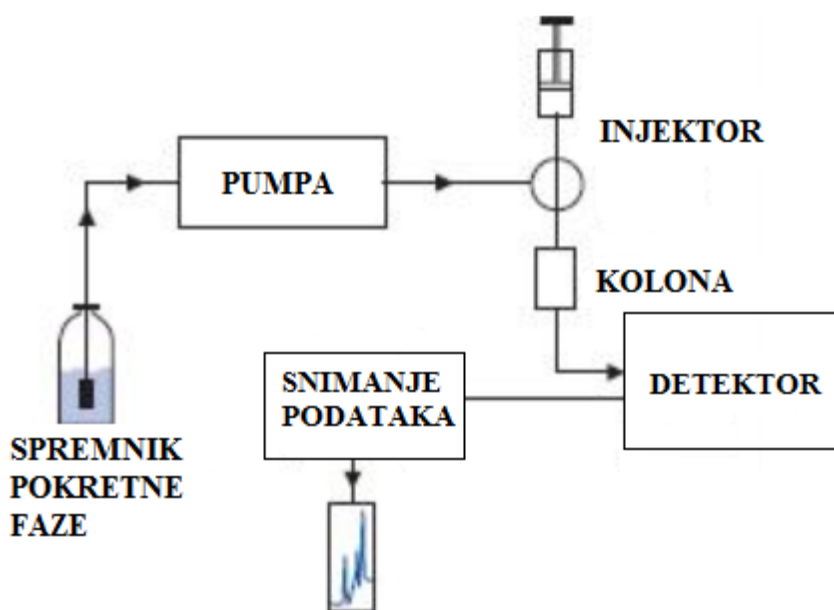 INJEKTOR
PUMPA
KOLONA
SNIMANJE
PODATAKA
DETEKTOR
SPREMNIK
POKRETNE
FAZE